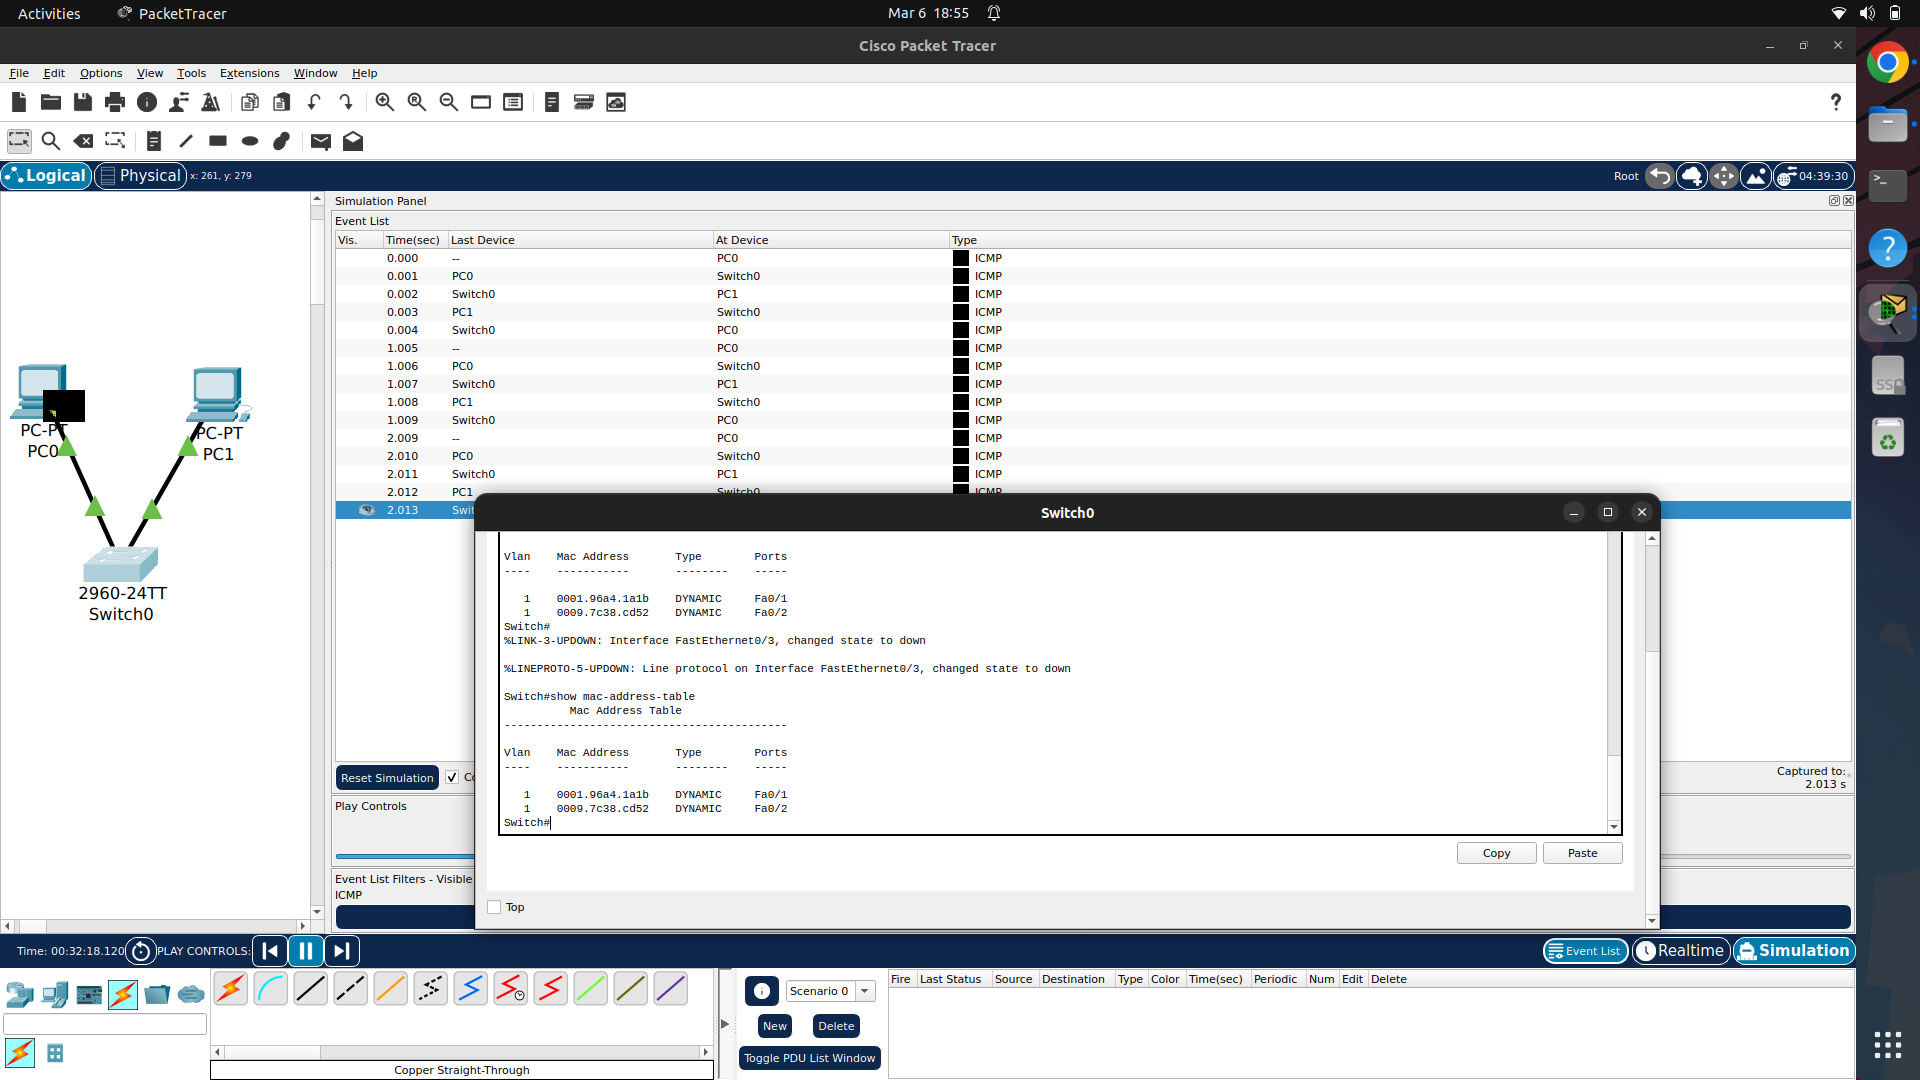 Activities PacketTracer Mar 6 18:55
Cisco Packet Tracer
File Edit Options View Tools Extensions Window Help
?
Logical Physical x: 261, y: 279 Root 04:39:30
Simulation Panel
Event List
Vis. Time(sec) Last Device At Device Type
0.000 -- PC0 ICMP
0.001 PC0 Switch0 ICMP
0.002 Switch0 PC1 ICMP
0.003 PC1 Switch0 ICMP
0.004 Switch0 PC0 ICMP
1.005 -- PC0 ICMP
1.006 PC0 Switch0 ICMP
1.007 Switch0 PC1 ICMP
1.008 PC1 Switch0 ICMP
1.009 Switch0 PC0 ICMP
2.009 -- PC0 ICMP
2.010 PC0 Switch0 ICMP
2.011 Switch0 PC1 ICMP
2.012 PC1 Switch0 ICMP
2.013 Swit
PC-PT
PC0
PC-PT
PC1
2960-24TT
Switch0
Switch0
Vlan Mac Address Type Ports
---- ----------- -------- -----
1 0001.96a4.1a1b DYNAMIC Fa0/1
1 0009.7c38.cd52 DYNAMIC Fa0/2
Switch#
%LINK-3-UPDOWN: Interface FastEthernet0/3, changed state to down
%LINEPROTO-5-UPDOWN: Line protocol on Interface FastEthernet0/3, changed state to down
Switch#show mac-address-table
Mac Address Table
-------------------------------------------
Vlan Mac Address Type Ports
---- ----------- -------- -----
1 0001.96a4.1a1b DYNAMIC Fa0/1
1 0009.7c38.cd52 DYNAMIC Fa0/2
Switch#
Copy Paste
Top
Reset Simulation Co
Captured to:
2.013 s
Play Controls
Event List Filters - Visible
ICMP
Time: 00:32:18.120 PLAY CONTROLS: Event List Realtime Simulation
Scenario 0
New Delete
Toggle PDU List Window
Fire Last Status Source Destination Type Color Time(sec) Periodic Num Edit Delete
Copper Straight-Through
>_
?
SSD